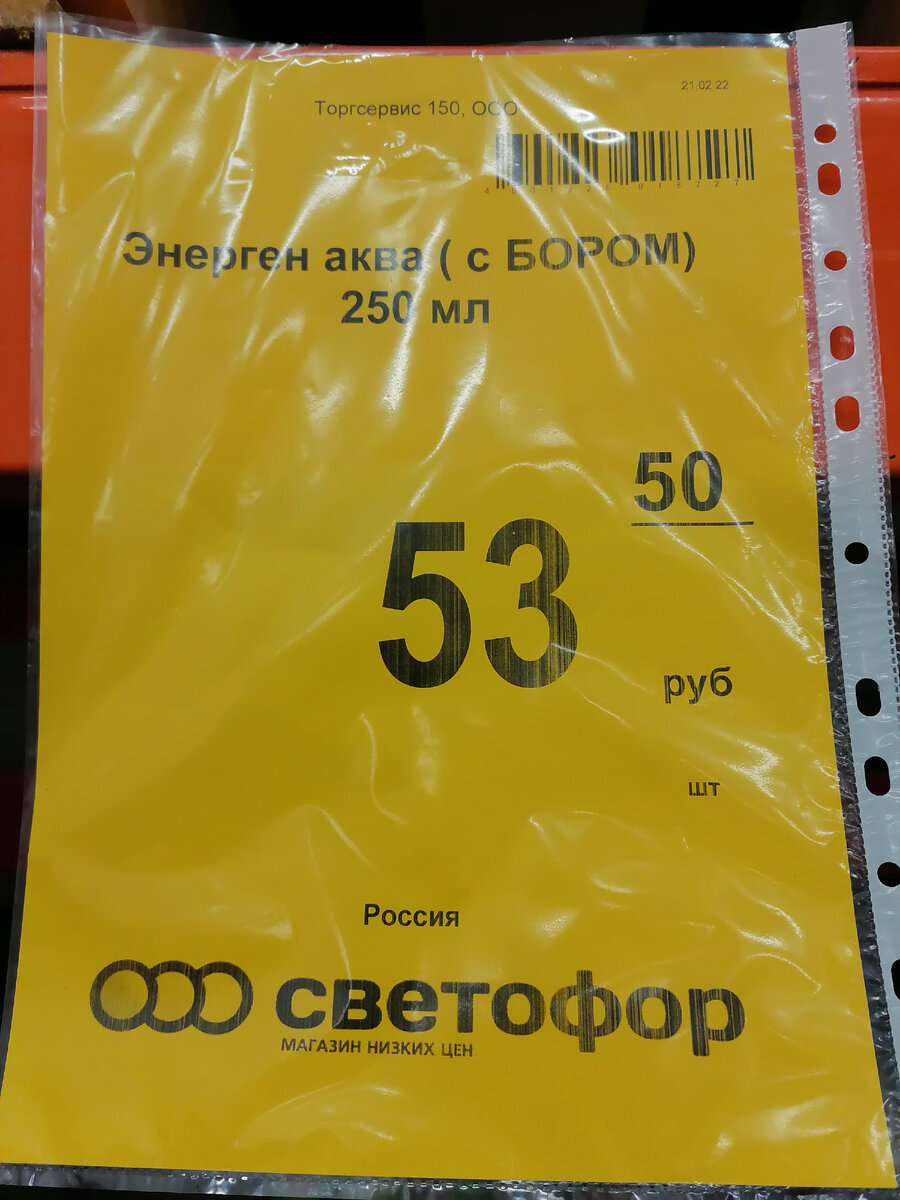 21 02 22
Торгсервис 150, ООО
Энерген аква ( с БОРОМ)
250 мл
50
53
руб
шт
Россия
светофор
МАГАЗИН НИЗКИХ ЦЕН